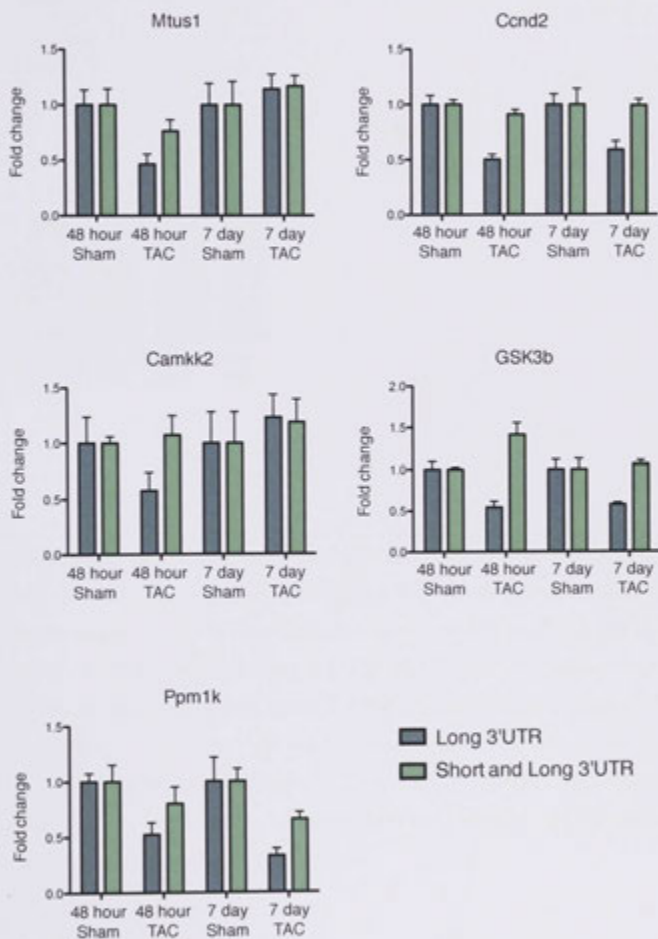 Mtus1
1.5
1.0
0.5
0.0
Fold change
48 hour Sham
48 hour TAC
7 day Sham
7 day TAC
Ccnd2
1.5
1.0
0.5
0.0
Fold change
48 hour Sham
48 hour TAC
7 day Sham
7 day TAC
Camkk2
1.5
1.0
0.5
0.0
Fold change
48 hour Sham
48 hour TAC
7 day Sham
7 day TAC
GSK3b
2.0
1.5
1.0
0.5
0.0
Fold change
48 hour Sham
48 hour TAC
7 day Sham
7 day TAC
Ppm1k
1.5
1.0
0.5
0.0
Fold change
48 hour Sham
48 hour TAC
7 day Sham
7 day TAC
Long 3'UTR
Short and Long 3'UTR